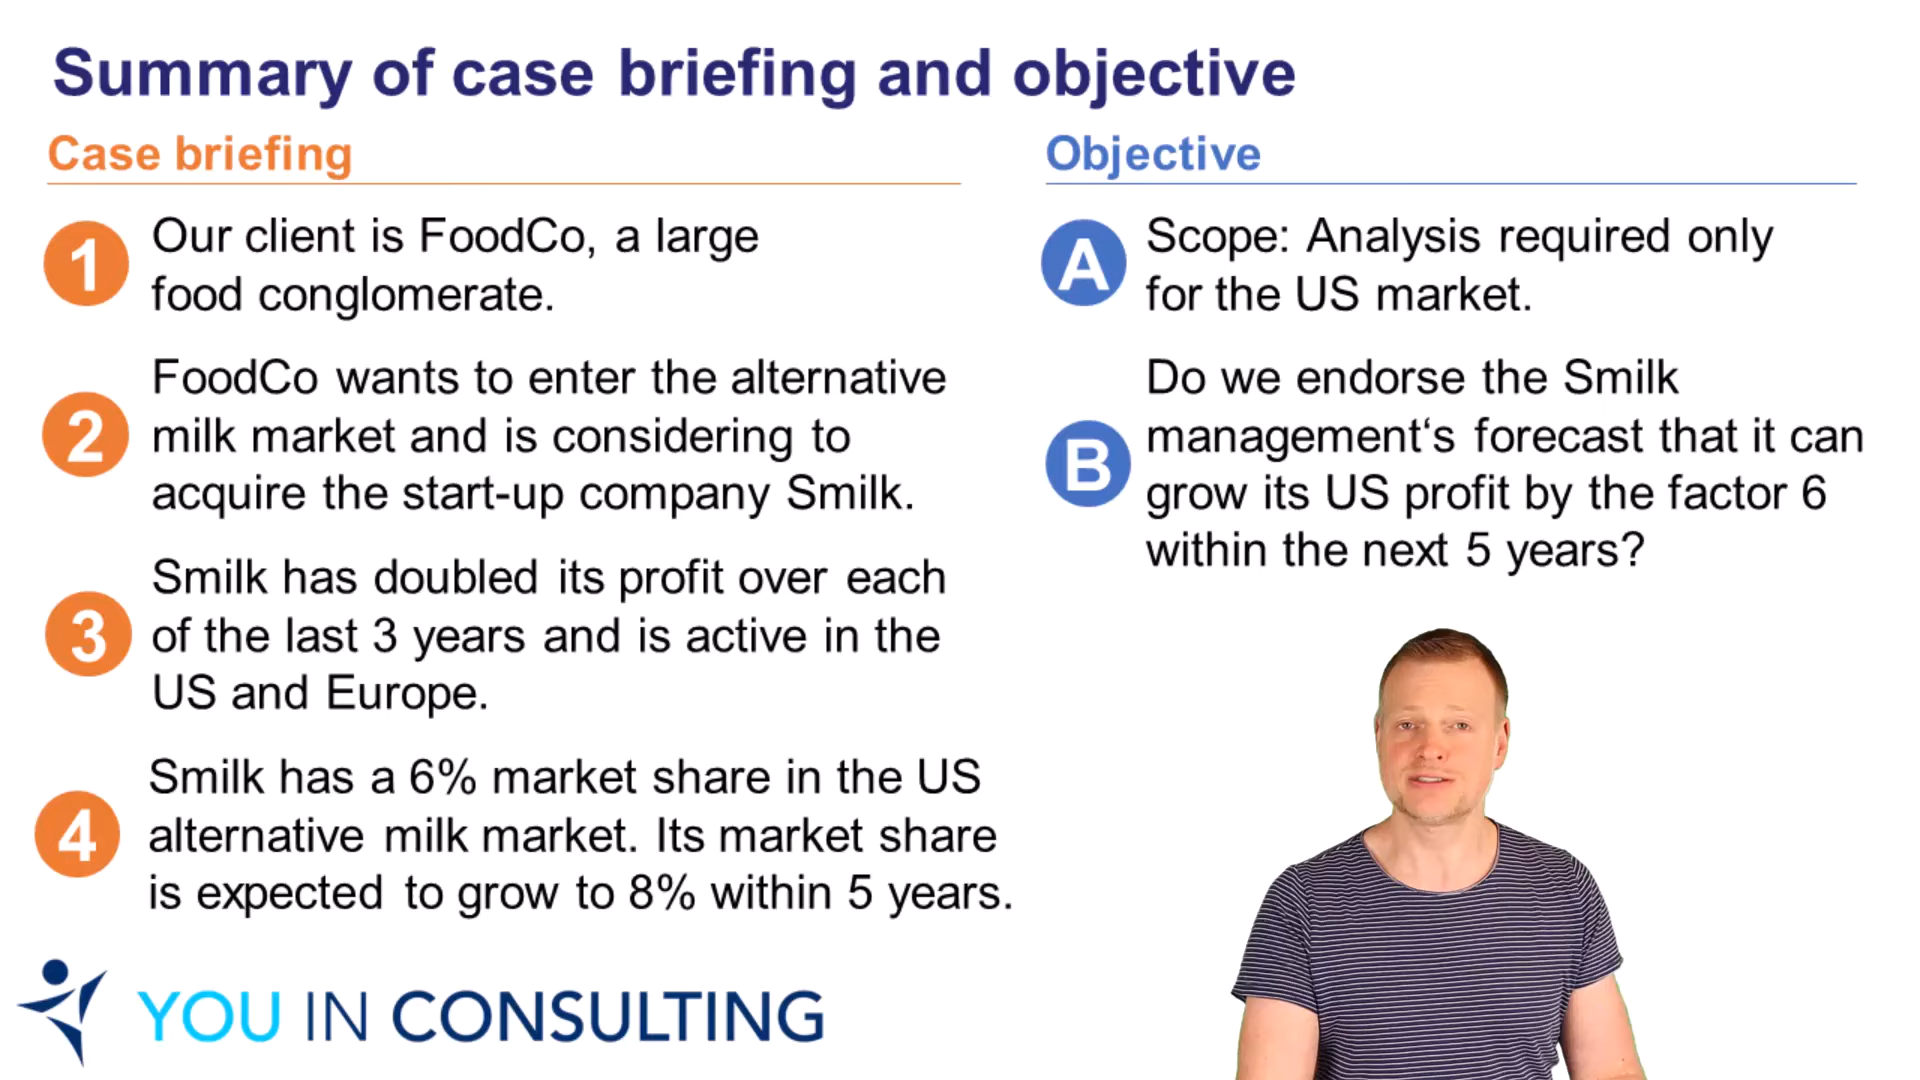 Summary of case briefing and objective
Case briefing
1
Our client is FoodCo, a large
food conglomerate.
2
FoodCo wants to enter the alternative
milk market and is considering to
acquire the start-up company Smilk.
3
Smilk has doubled its profit over each
of the last 3 years and is active in the
US and Europe.
4
Smilk has a 6% market share in the US
alternative milk market. Its market share
is expected to grow to 8% within 5 years.
Objective
A
Scope: Analysis required only
for the US market.
B
Do we endorse the Smilk
management‘s forecast that it can
grow its US profit by the factor 6
within the next 5 years?
YOU IN CONSULTING